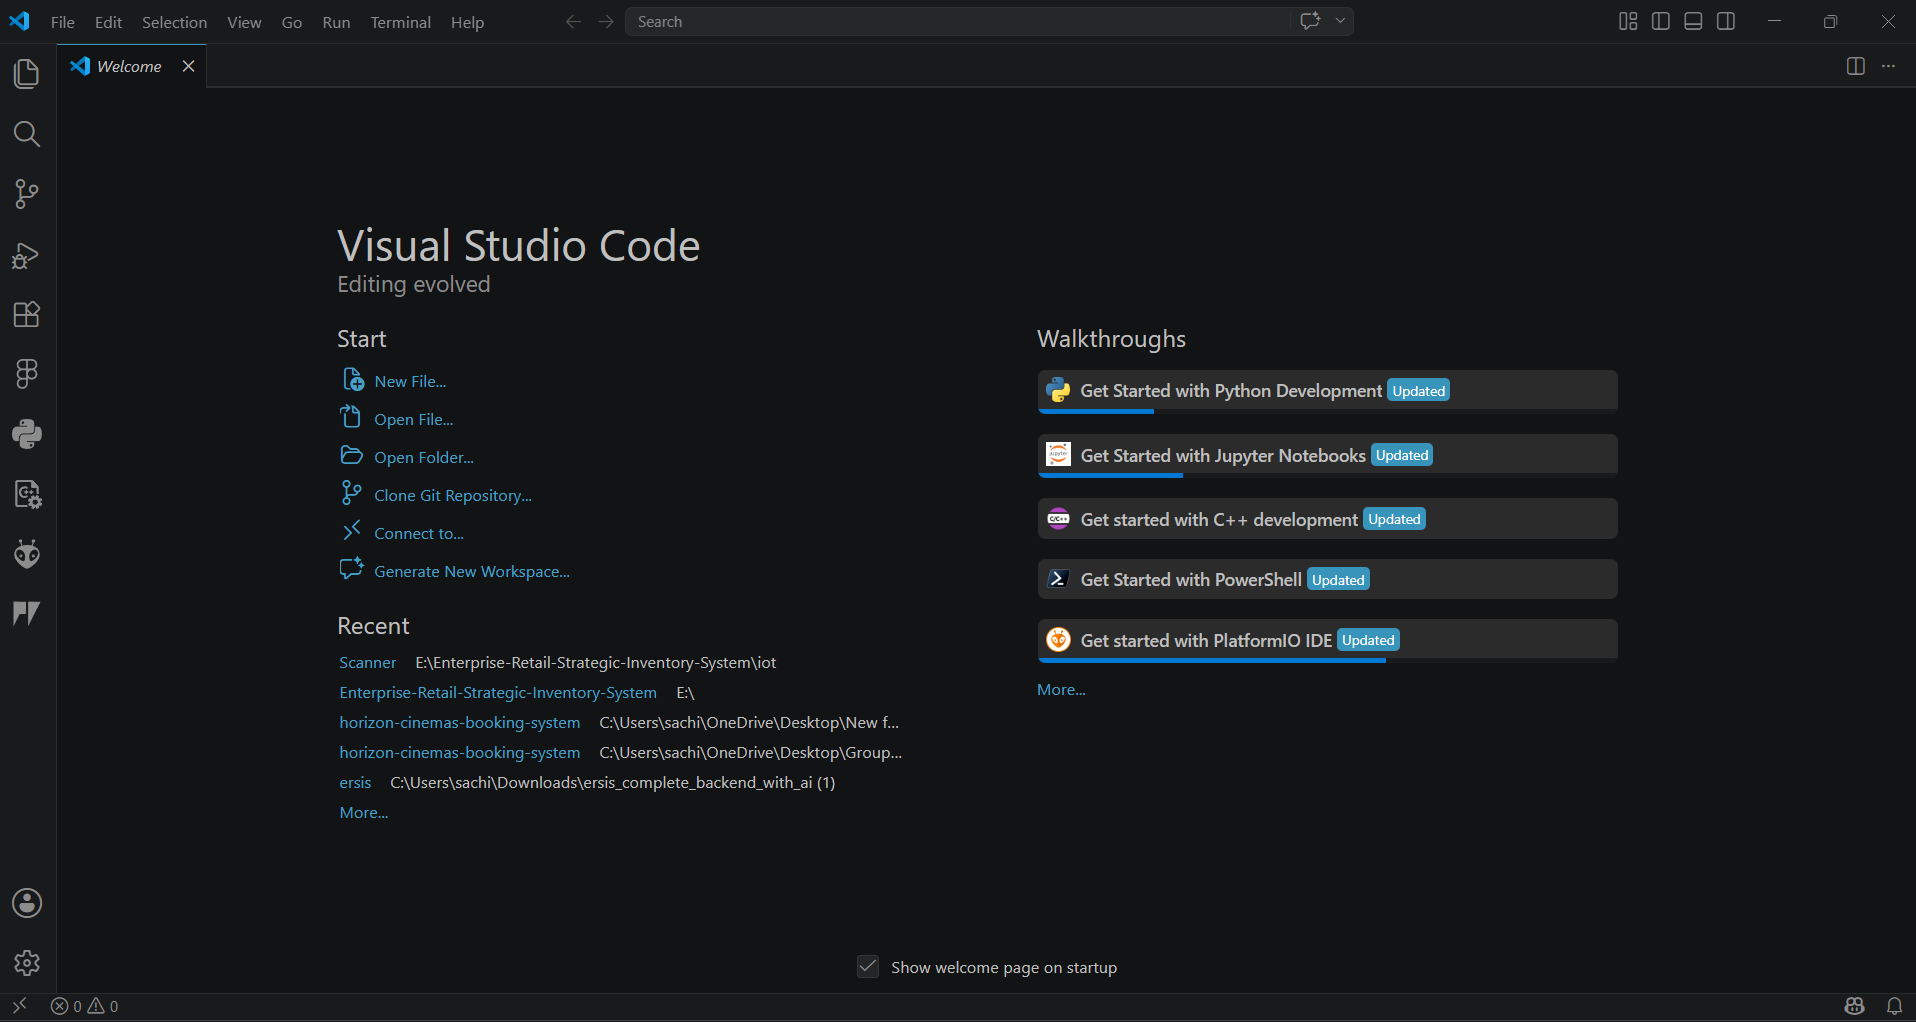 File Edit Selection View Go Run Terminal Help Search
Welcome
Visual Studio Code
Editing evolved
Start
New File...
Open File...
Open Folder...
Clone Git Repository...
Connect to...
Generate New Workspace...
Recent
Scanner E:\Enterprise-Retail-Strategic-Inventory-System\iot
Enterprise-Retail-Strategic-Inventory-System E:\
horizon-cinemas-booking-system C:\Users\sachi\OneDrive\Desktop\New f...
horizon-cinemas-booking-system C:\Users\sachi\OneDrive\Desktop\Group...
ersis C:\Users\sachi\Downloads\ersis_complete_backend_with_ai (1)
More...
Walkthroughs
Get Started with Python Development Updated
Get Started with Jupyter Notebooks Updated
Get started with C++ development Updated
Get Started with PowerShell Updated
Get started with PlatformIO IDE Updated
More...
Show welcome page on startup
0 0